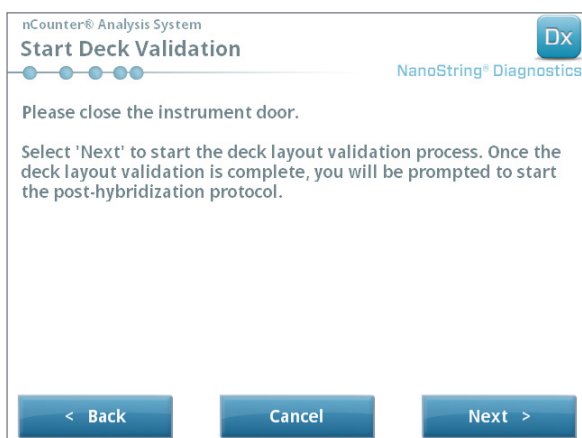 nCounter® Analysis System
Start Deck Validation
Dx
NanoString® Diagnostics
Please close the instrument door.
Select 'Next' to start the deck layout validation process. Once the
deck layout validation is complete, you will be prompted to start
the post-hybridization protocol.
< Back
Cancel
Next >